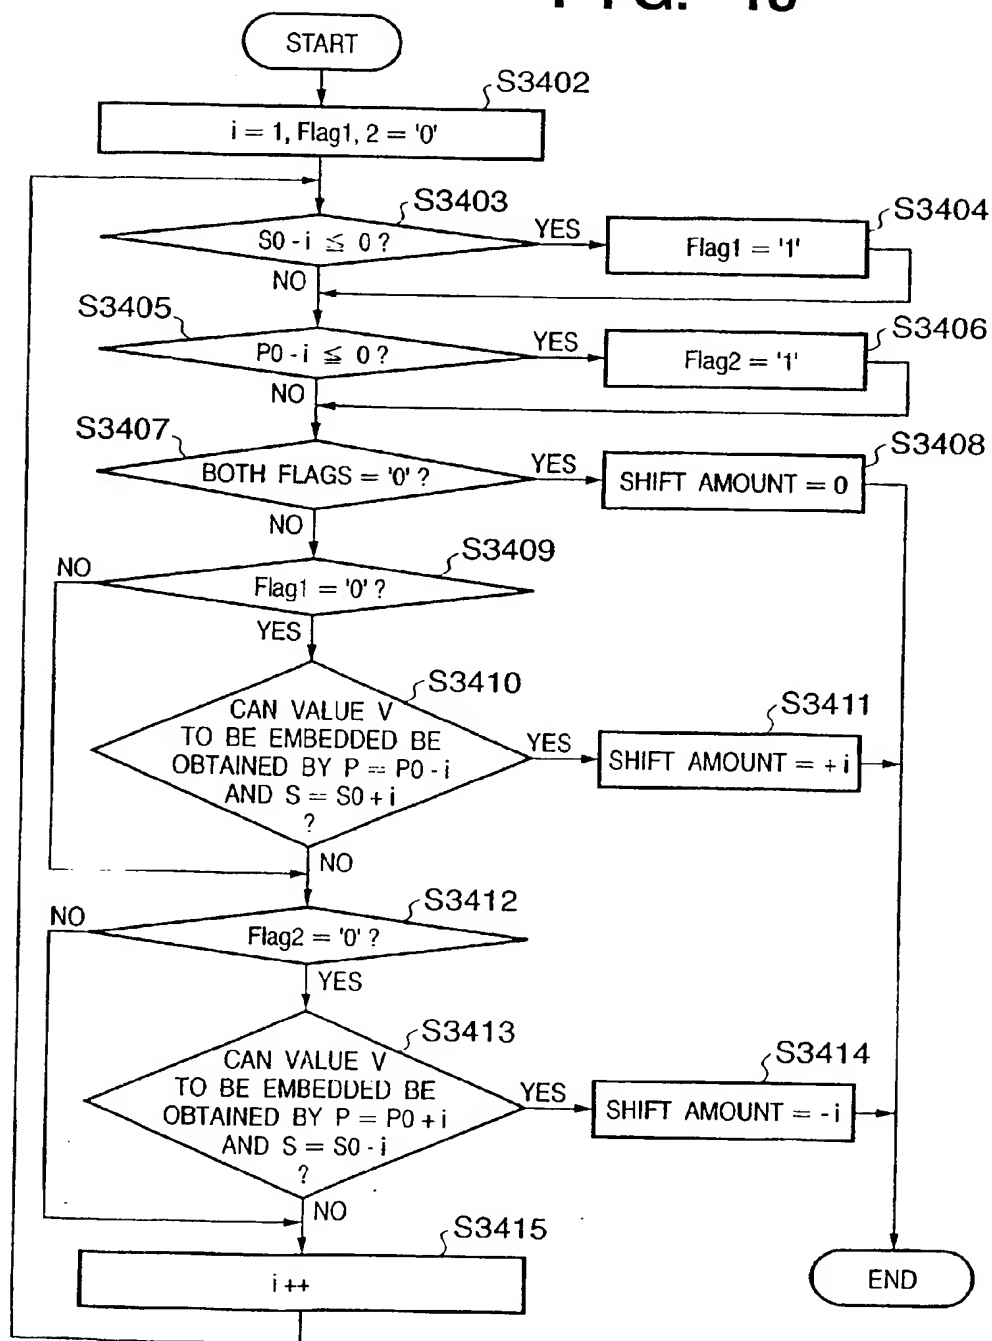 START
S3402
i = 1, Flag1, 2 = '0'
S3403
S0 - i ≦ 0 ?
YES
S3404
Flag1 = '1'
NO
S3405
P0 - i ≦ 0 ?
YES
S3406
Flag2 = '1'
NO
S3407
BOTH FLAGS = '0' ?
YES
S3408
SHIFT AMOUNT = 0
NO
S3409
NO
Flag1 = '0' ?
YES
S3410
CAN VALUE V
TO BE EMBEDDED BE
OBTAINED BY P = P0 - i
AND S = S0 + i
?
YES
S3411
SHIFT AMOUNT = + i
NO
S3412
NO
Flag2 = '0' ?
YES
S3413
CAN VALUE V
TO BE EMBEDDED BE
OBTAINED BY P = P0 + i
AND S = S0 - i
?
YES
S3414
SHIFT AMOUNT = - i
NO
S3415
i ++
END